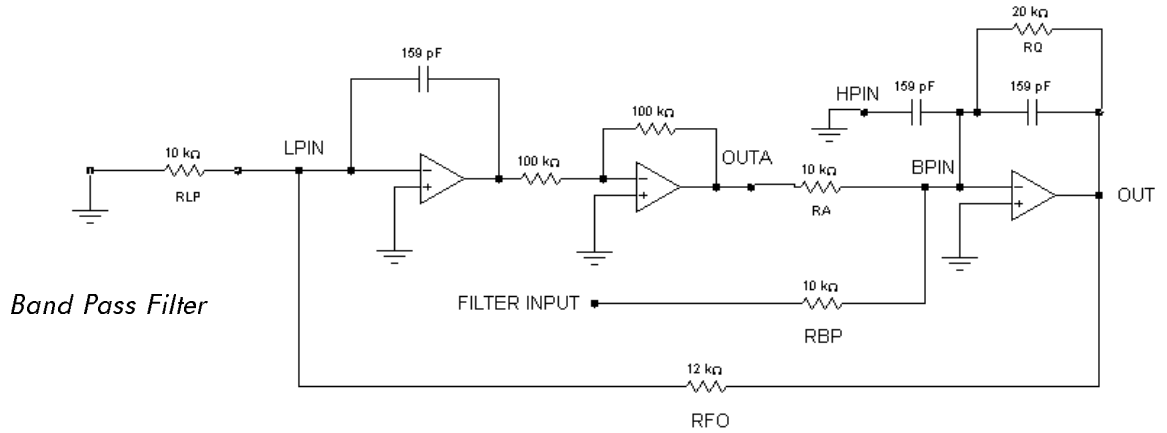 20 kΩ
RQ
159 pF
HPIN
159 pF
159 pF
100 kΩ
LPIN
10 kΩ
RLP
100 kΩ
OUTA
10 kΩ
RA
BPIN
OUT
Band Pass Filter
FILTER INPUT
10 kΩ
RBP
12 kΩ
RFO